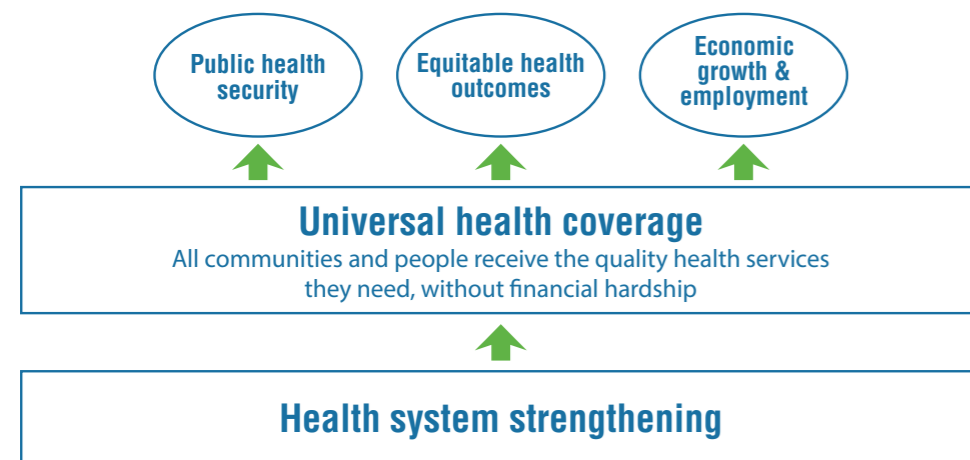 Public health
security
Equitable health
outcomes
Economic
growth &
employment
Universal health coverage
All communities and people receive the quality health services
they need, without financial hardship
Health system strengthening